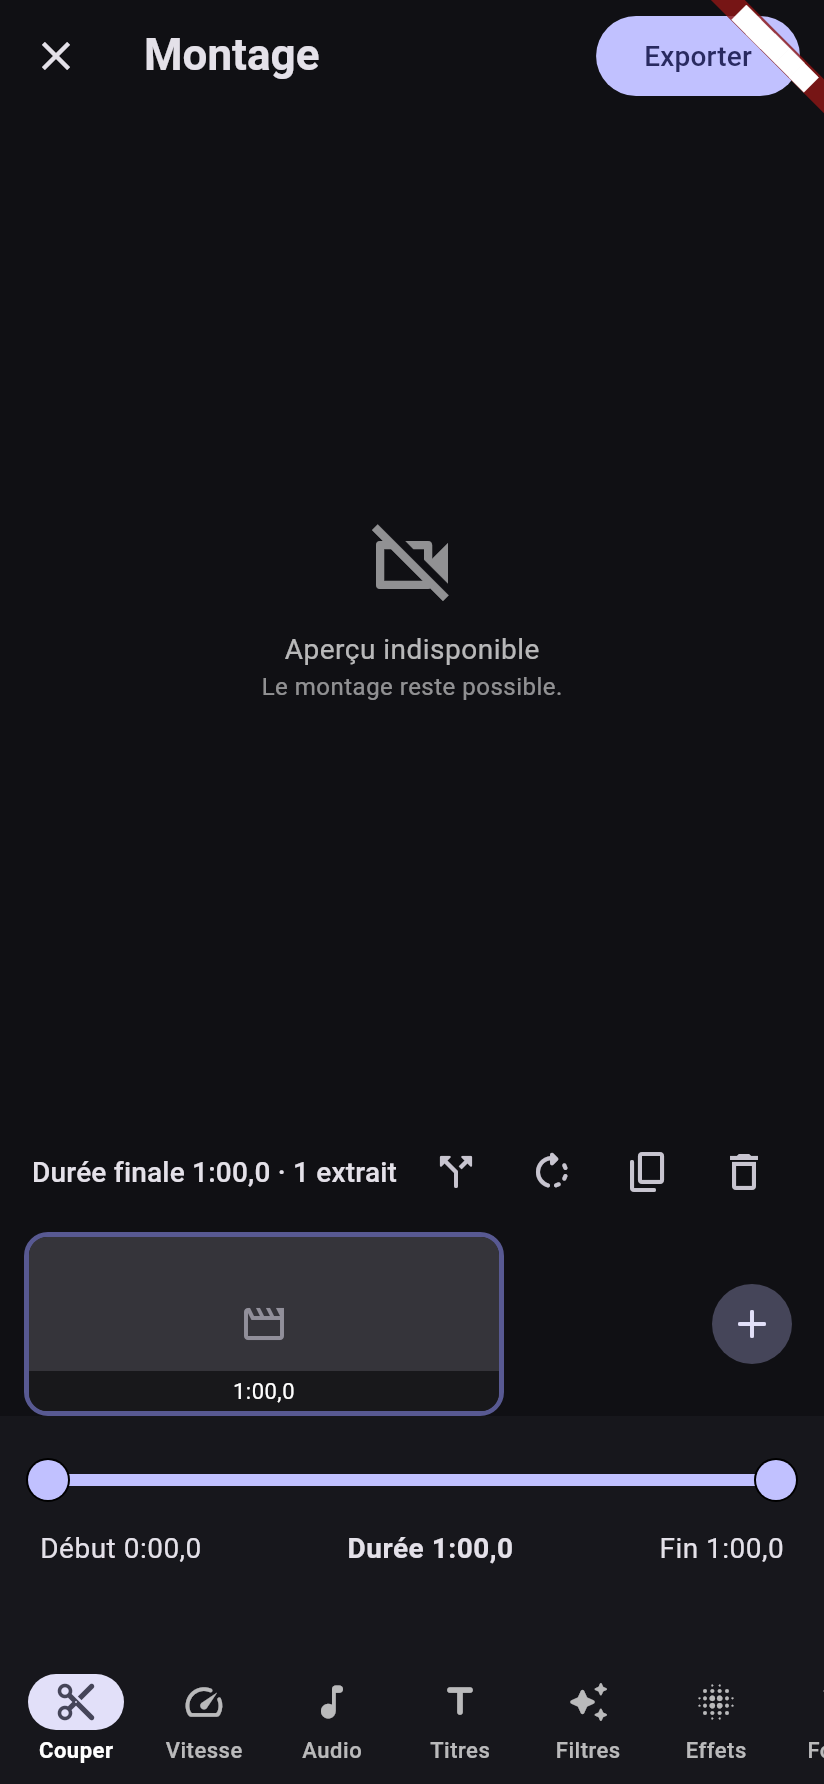 Montage
Exporter
Aperçu indisponible
Le montage reste possible.
Durée finale 1:00,0 · 1 extrait
1:00,0
Début 0:00,0
Durée 1:00,0
Fin 1:00,0
Couper
Vitesse
Audio
Titres
Filtres
Effets